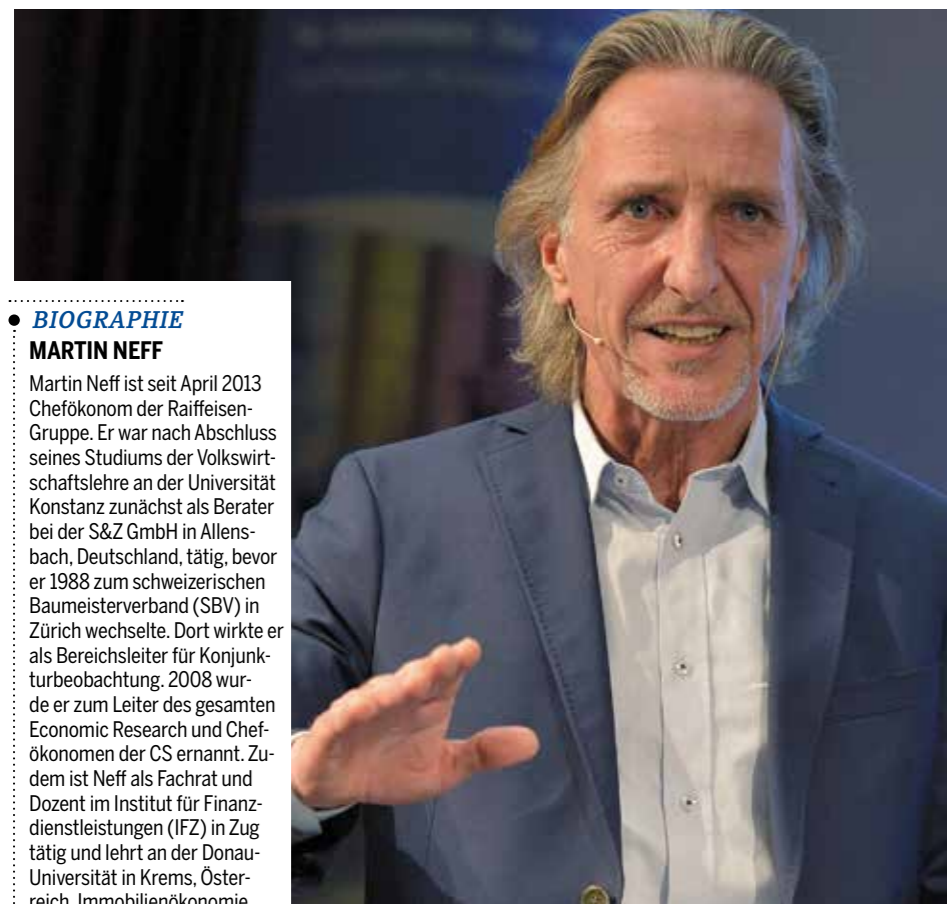 BIOGRAPHIE
MARTIN NEFF
Martin Neff ist seit April 2013
Chefökonom der Raiffeisen-
Gruppe. Er war nach Abschluss
seines Studiums der Volkswirt-
schaftslehre an der Universität
Konstanz zunächst als Berater
bei der S&Z GmbH in Allens-
bach, Deutschland, tätig, bevor
er 1988 zum schweizerischen
Baumeisterverband (SBV) in
Zürich wechselte. Dort wirkte er
als Bereichsleiter für Konjunk-
turbeobachtung. 2008 wur-
de er zum Leiter des gesamten
Economic Research und Chef-
ökonomen der CS ernannt. Zu-
dem ist Neff als Fachrat und
Dozent im Institut für Finanz-
dienstleistungen (IFZ) in Zug
tätig und lehrt an der Donau-
Universität in Krems, Öster-
reich, Immobilienökonomie